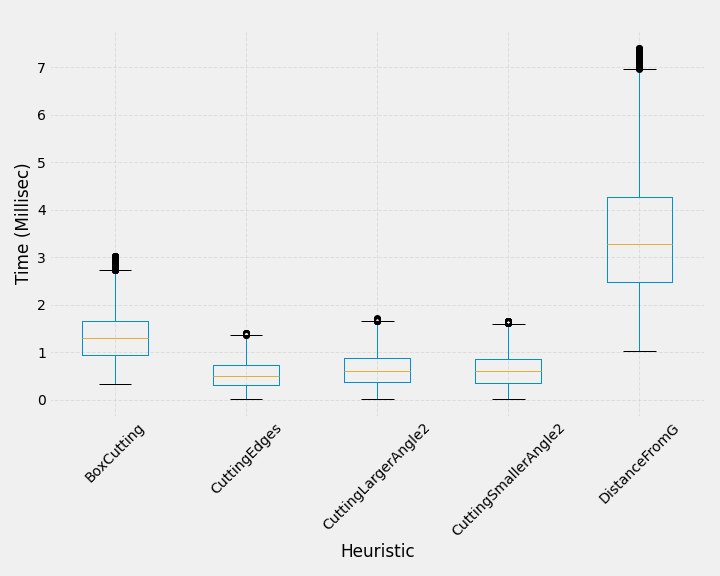 7
6
5
4
3
2
1
0
Time (Millisec)
BoxCutting
CuttingEdges
CuttingLargerAngle2
CuttingSmallerAngle2
DistanceFromG
Heuristic